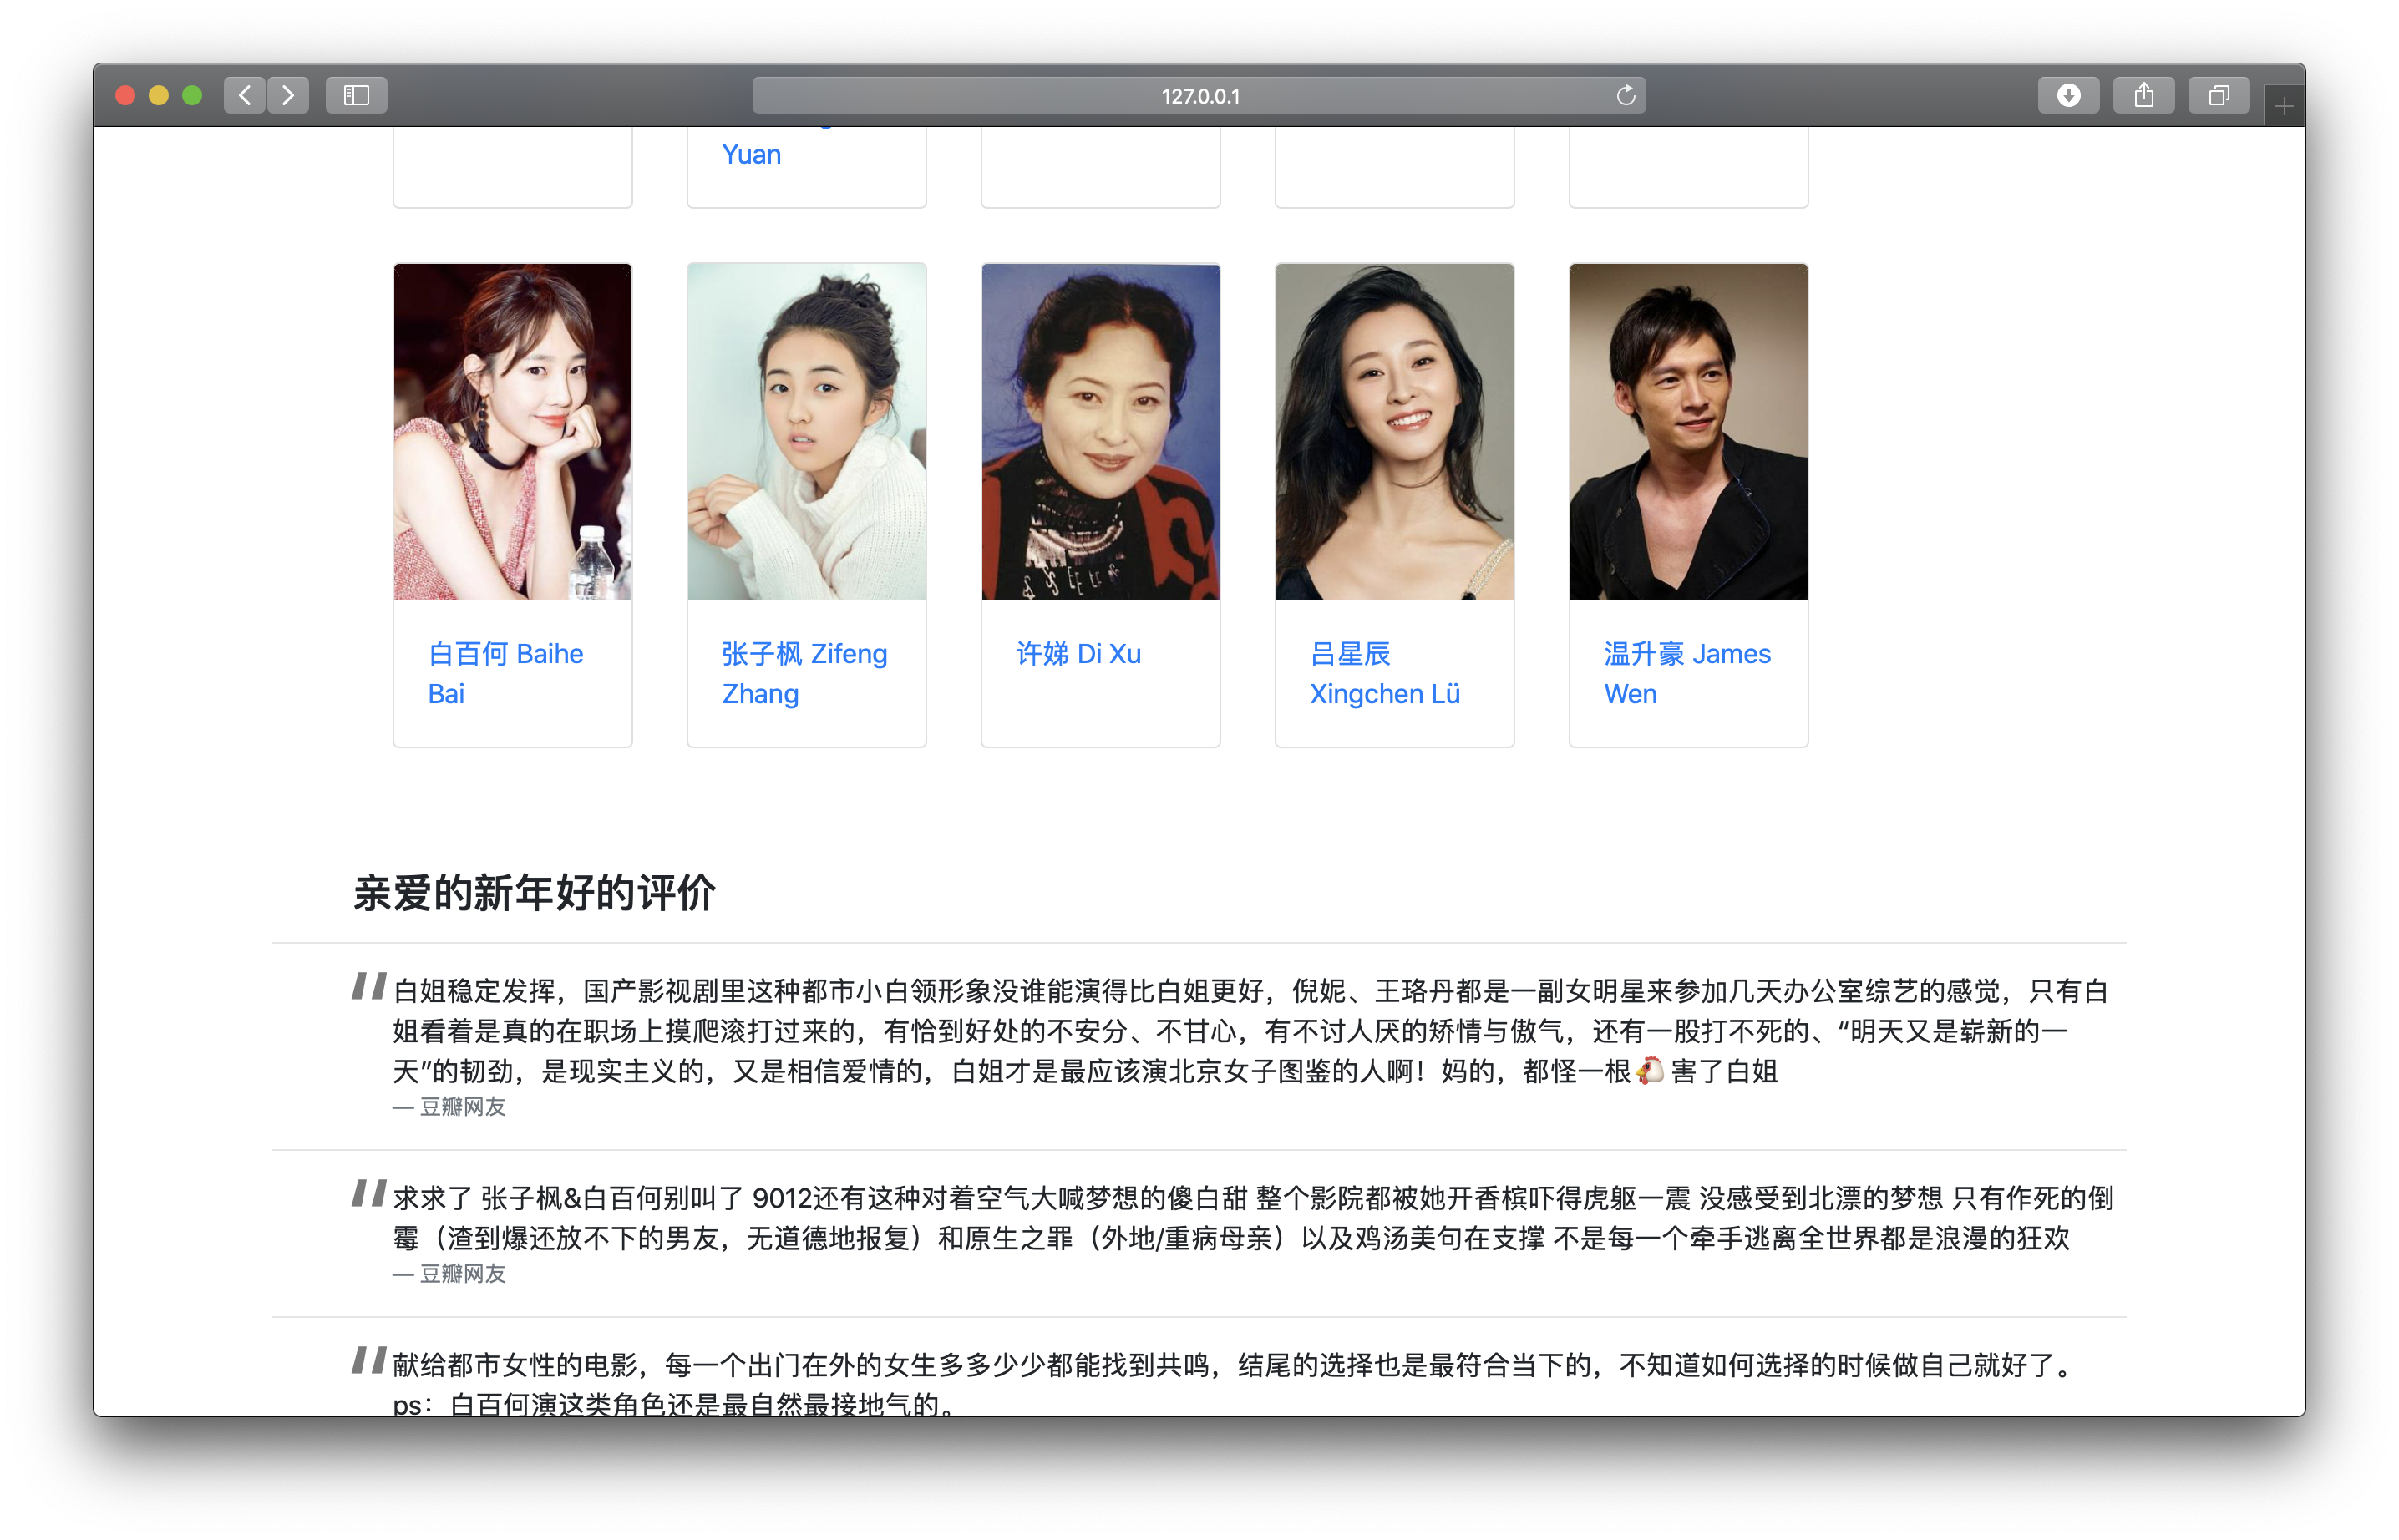 127.0.0.1
Yuan
白百何 Baihe
Bai
张子枫 Zifeng
Zhang
许娣 Di Xu
吕星辰
Xingchen Lü
温升豪 James
Wen
亲爱的新年好的评价
"白姐稳定发挥，国产影视剧里这种都市小白领形象没谁能演得比白姐更好，倪妮、王珞丹都是一副女明星来参加几天办公室综艺的感觉，只有白
姐看着是真的在职场上摸爬滚打过来的，有恰到好处的不安分、不甘心，有不讨人厌的矫情与傲气，还有一股打不死的、“明天又是崭新的一
天”的韧劲，是现实主义的，又是相信爱情的，白姐才是最应该演北京女子图鉴的人啊！妈的，都怪一根🐔害了白姐
— 豆瓣网友
"求求了 张子枫&白百何别叫了 9012还有这种对着空气大喊梦想的傻白甜 整个影院都被她开香槟吓得虎躯一震 没感受到北漂的梦想 只有作死的倒
霉（渣到爆还放不下的男友，无道德地报复）和原生之罪（外地/重病母亲）以及鸡汤美句在支撑 不是每一个牵手逃离全世界都是浪漫的狂欢
— 豆瓣网友
"献给都市女性的电影，每一个出门在外的女生多多少少都能找到共鸣，结尾的选择也是最符合当下的，不知道如何选择的时候做自己就好了。
ps：白百何演这类角色还是最自然最接地气的。